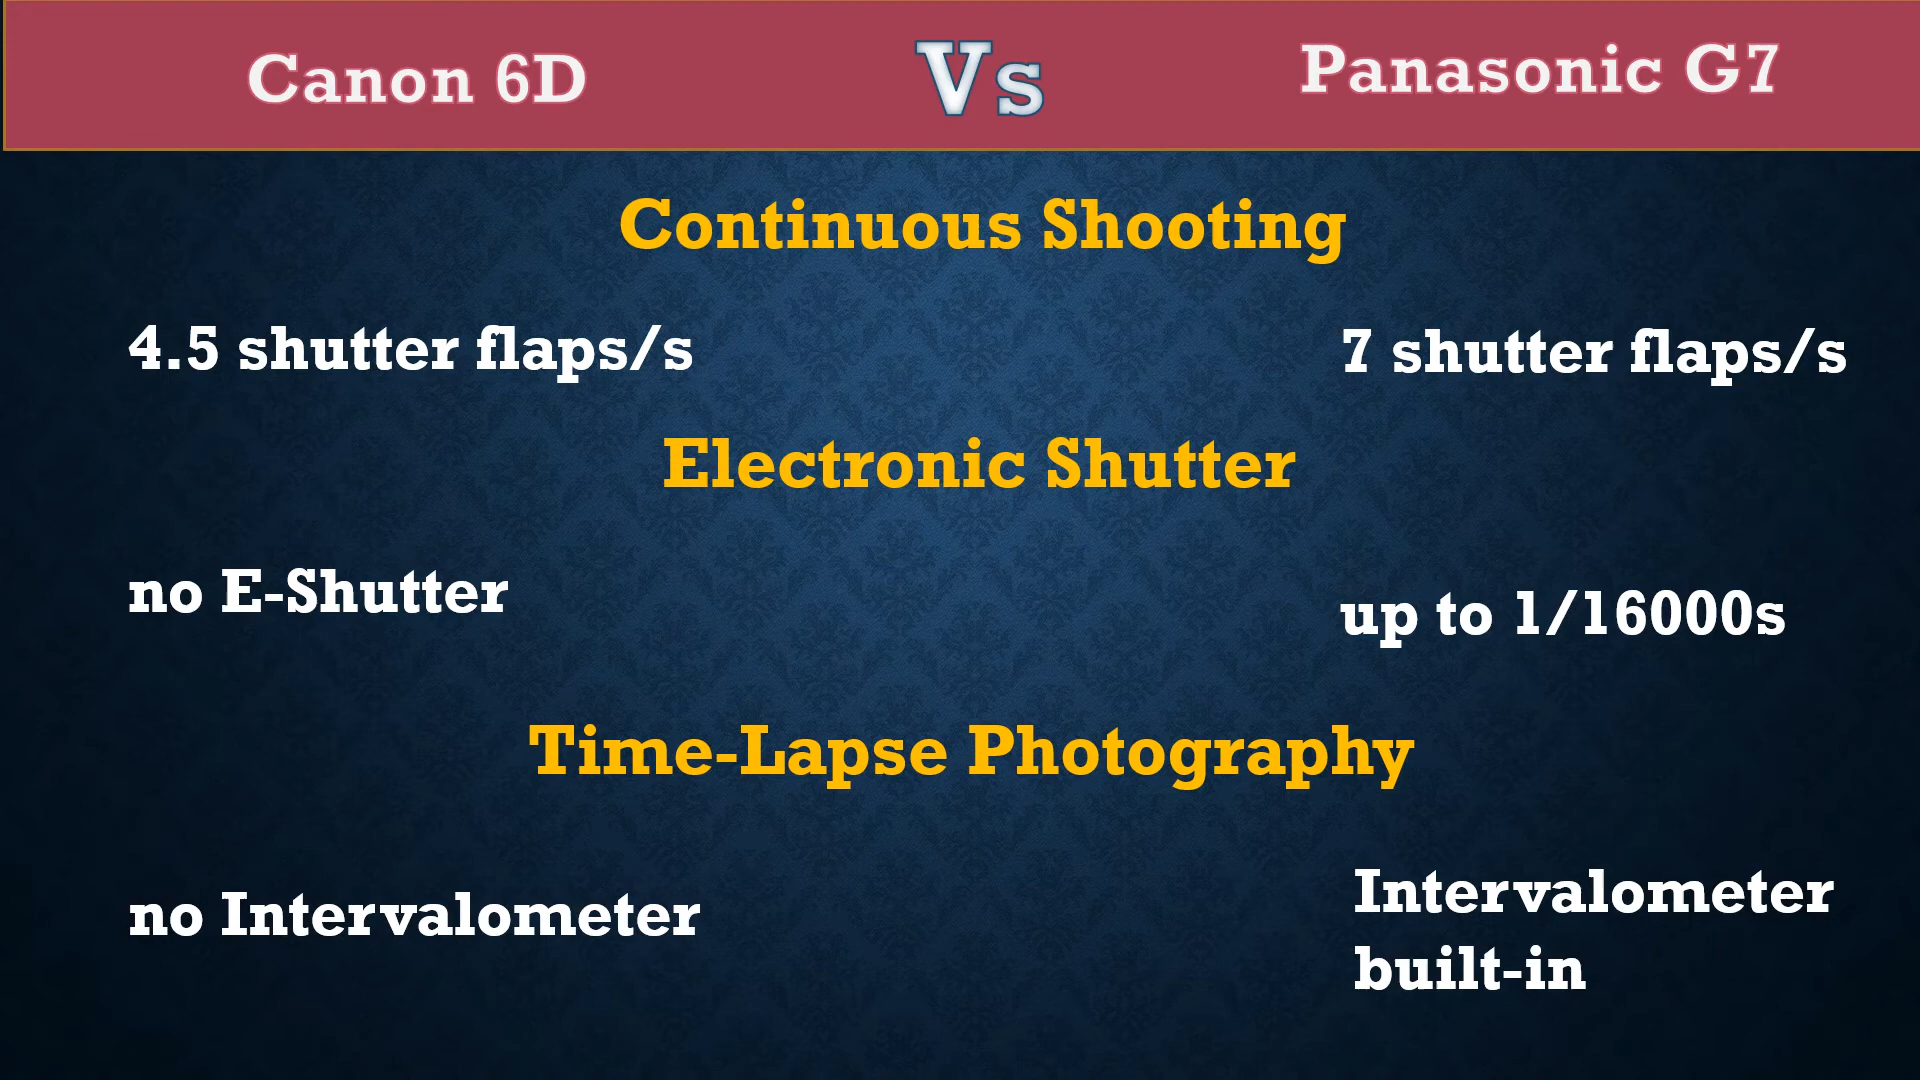 Canon 6D Vs Panasonic G7
Continuous Shooting
4.5 shutter flaps/s 7 shutter flaps/s
Electronic Shutter
no E-Shutter up to 1/16000s
Time-Lapse Photography
no Intervalometer Intervalometer
built-in